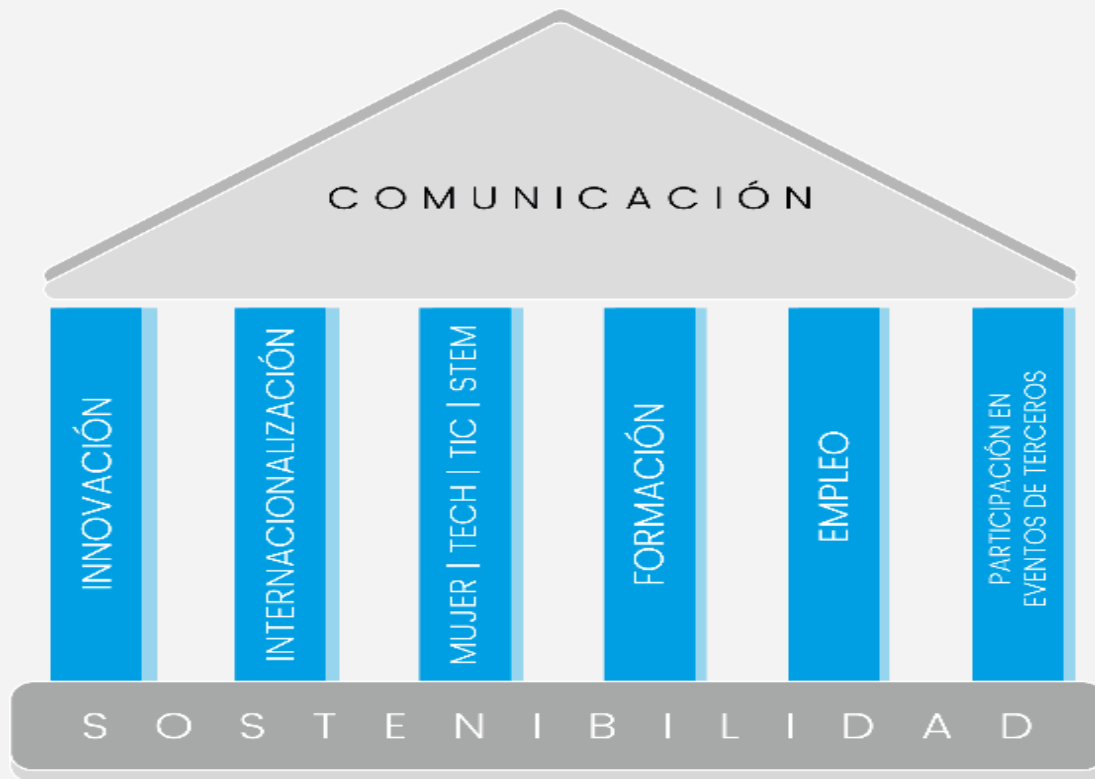 COMUNICACIÓN
INNOVACIÓN
INTERNACIONALIZACIÓN
MUJER | TECH | TIC | STEM
FORMACIÓN
EMPLEO
PARTICIPACIÓN EN
EVENTOS DE TERCEROS
SOSTENIBILIDAD